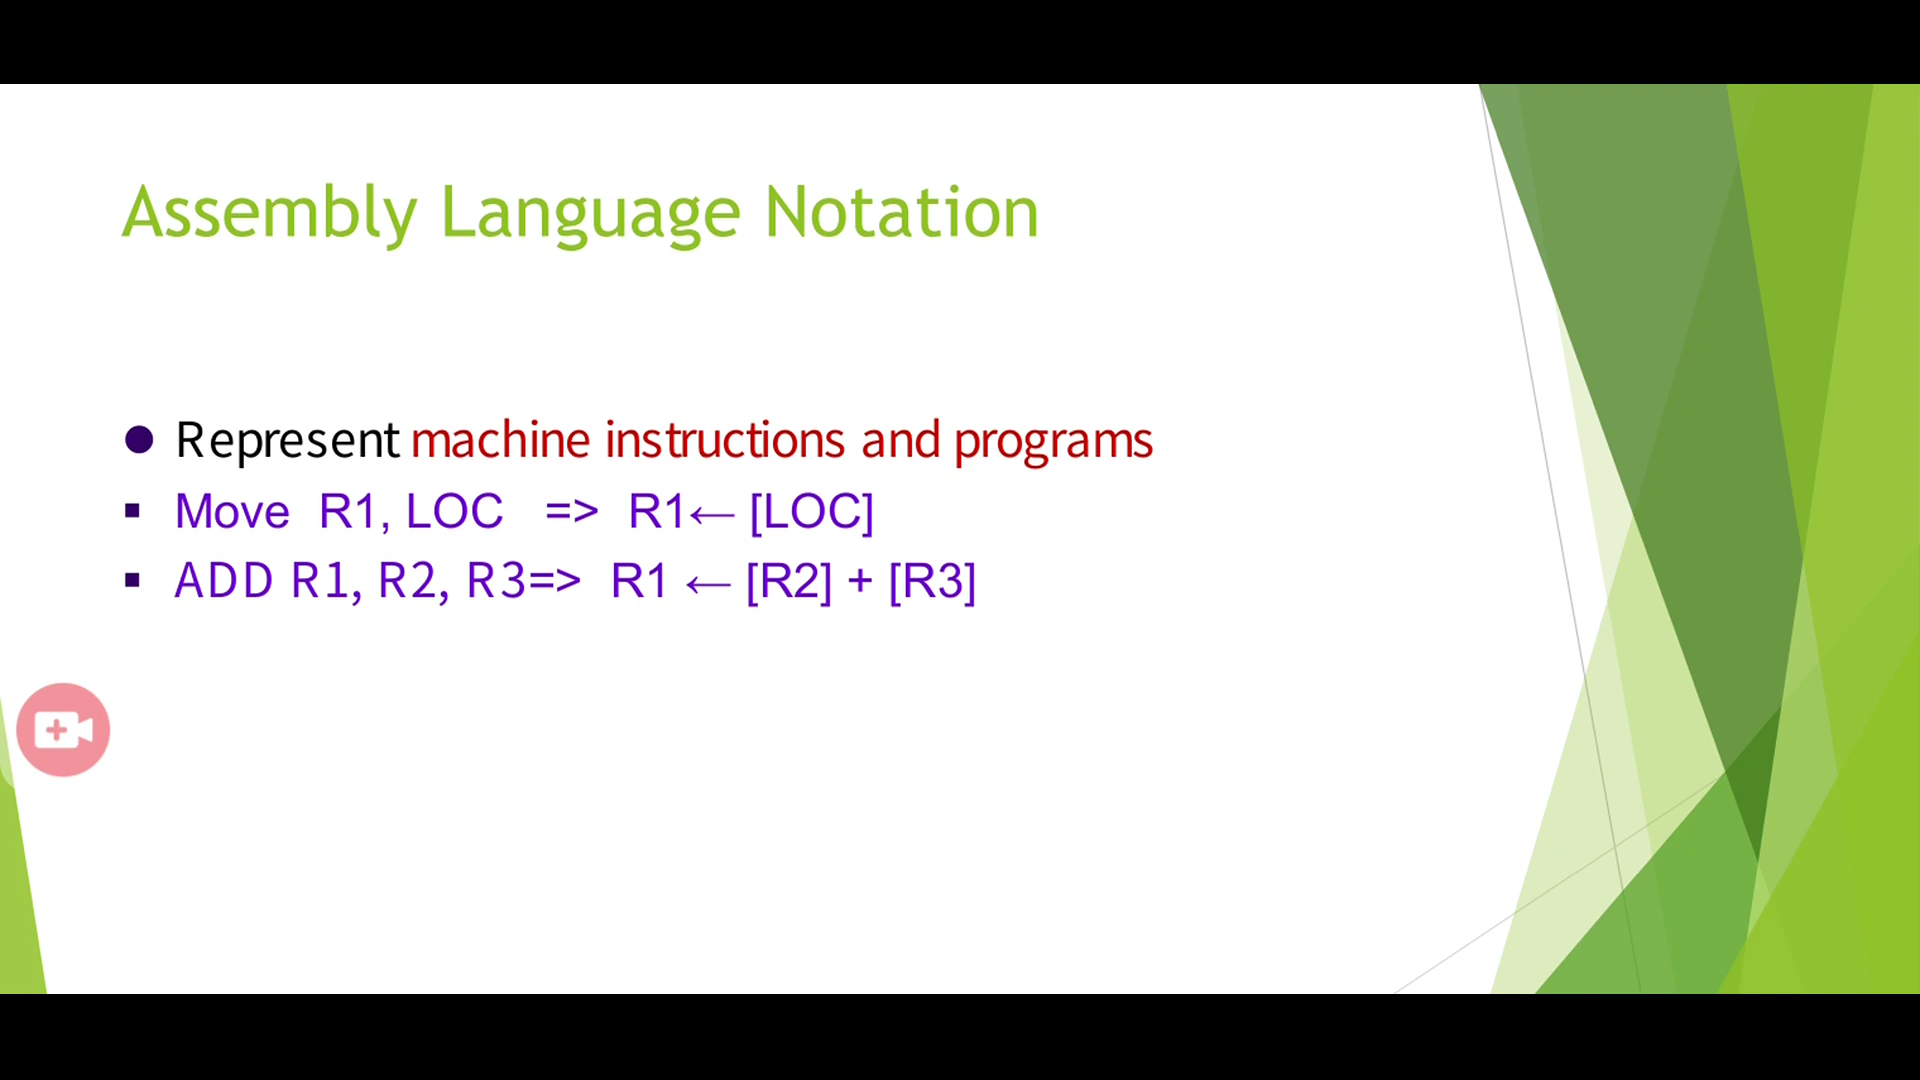 Assembly Language Notation
● Represent machine instructions and programs
▪ Move R1, LOC => R1← [LOC]
▪ ADD R1, R2, R3=> R1 ← [R2] + [R3]